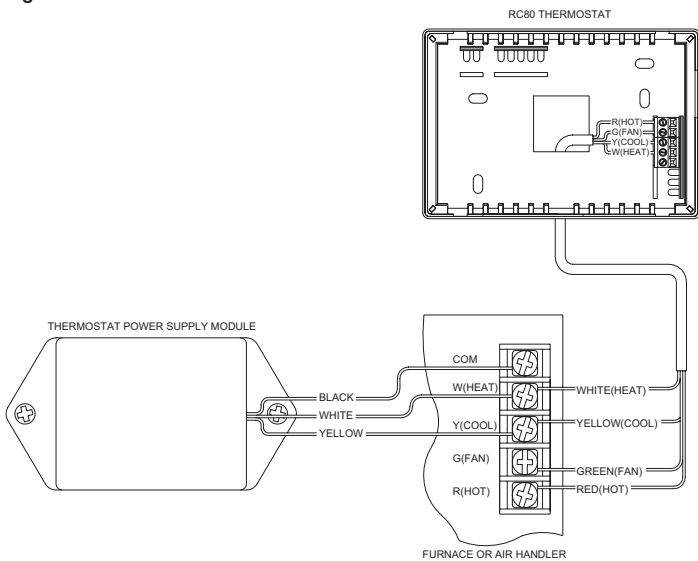 RC80 THERMOSTAT
R(HOT)
G(FAN)
Y(COOL)
W(HEAT)
THERMOSTAT POWER SUPPLY MODULE
BLACK
WHITE
YELLOW
COM
W(HEAT)
Y(COOL)
G(FAN)
R(HOT)
WHITE(HEAT)
YELLOW(COOL)
GREEN(FAN)
RED(HOT)
FURNACE OR AIR HANDLER